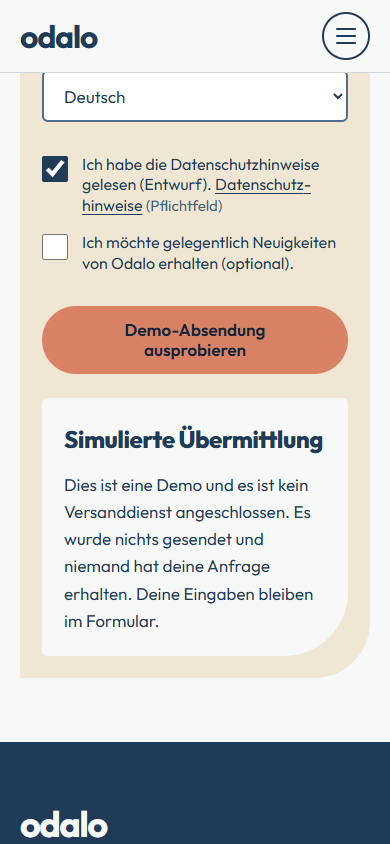 odalo
Deutsch
Ich habe die Datenschutzhinweise
gelesen (Entwurf). Datenschutz-
hinweise (Pflichtfeld)
Ich möchte gelegentlich Neuigkeiten
von Odalo erhalten (optional).
Demo-Absendung
ausprobieren
Simulierte Übermittlung
Dies ist eine Demo und es ist kein
Versanddienst angeschlossen. Es
wurde nichts gesendet und
niemand hat deine Anfrage
erhalten. Deine Eingaben bleiben
im Formular.
odalo